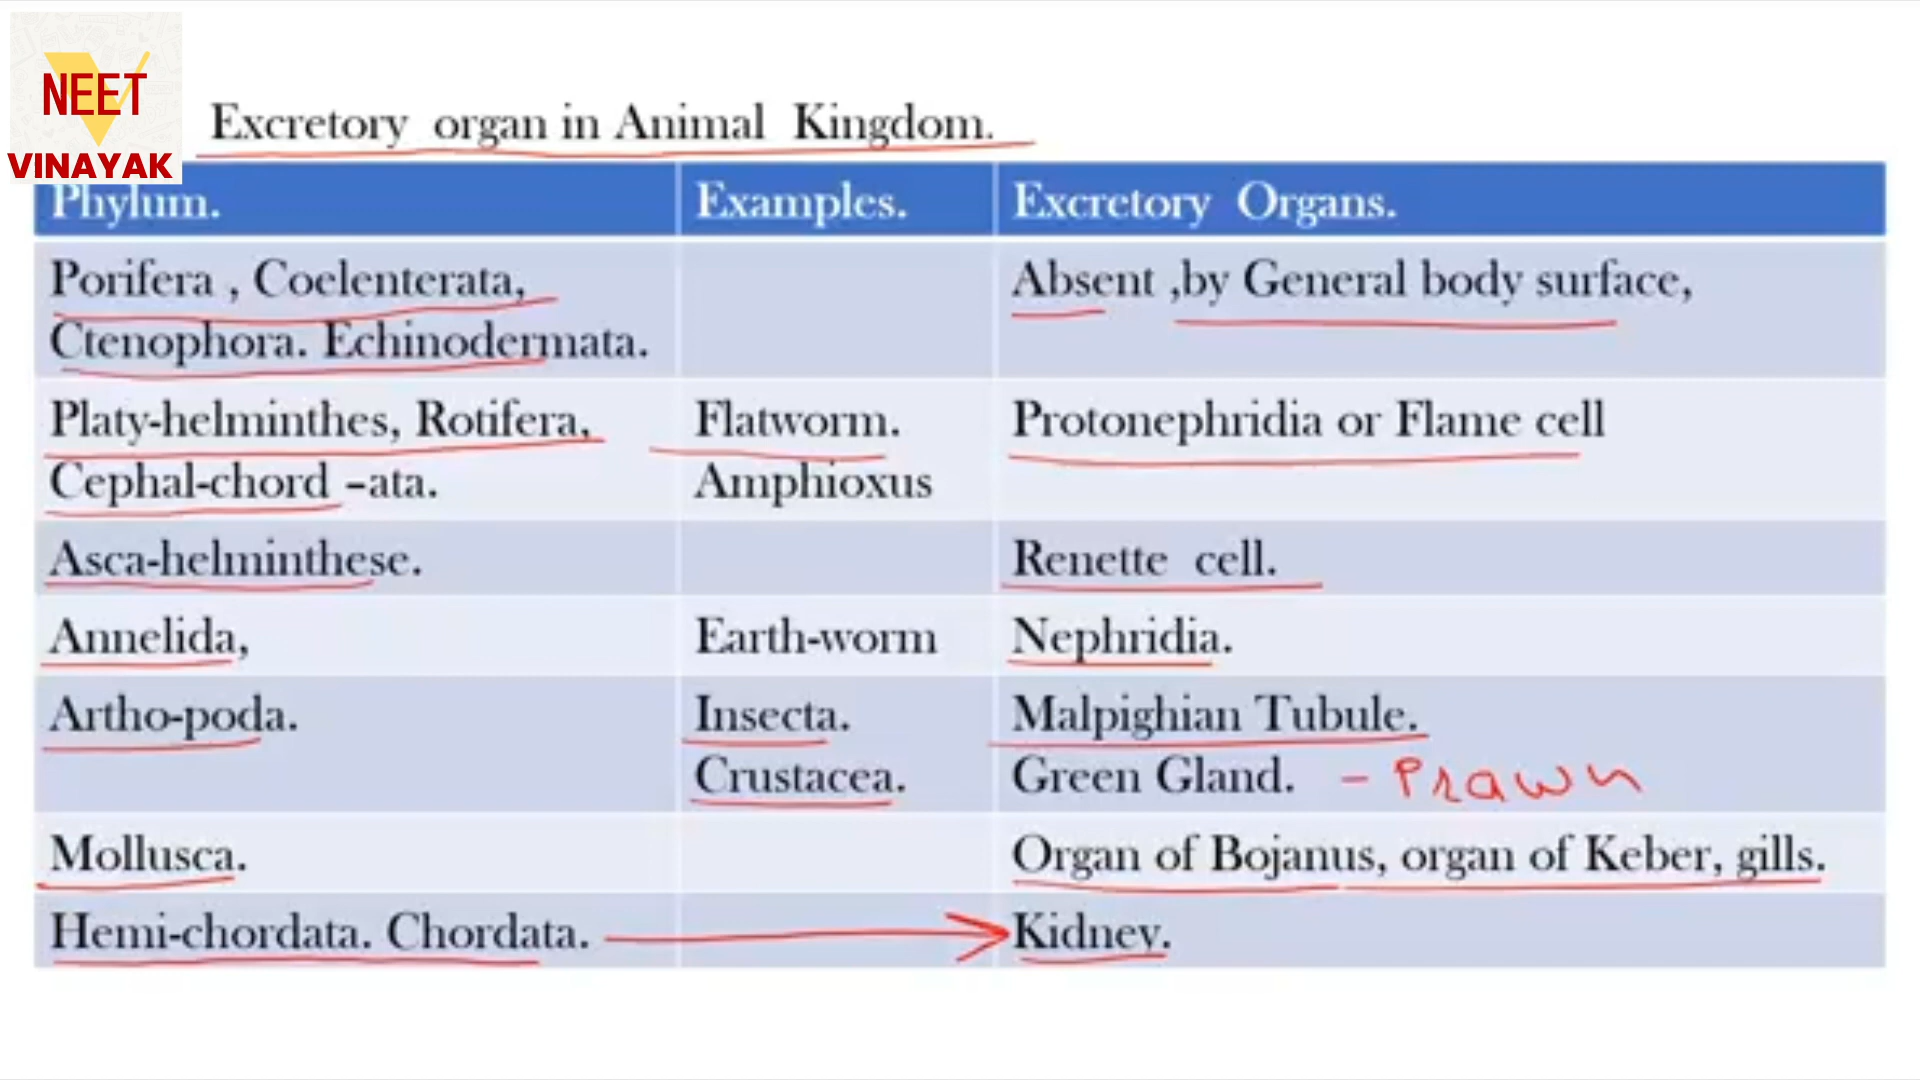 NEET
VINAYAK
Excretory organ in Animal Kingdom.
Phylum. Examples. Excretory Organs.
Porifera , Coelenterata, Absent ,by General body surface,
Ctenophora. Echinodermata.
Platy-helminthes, Rotifera, Flatworm. Protonephridia or Flame cell
Cephal-chord –ata. Amphioxus
Asca-helminthese. Renette cell.
Annelida, Earth-worm Nephridia.
Artho-poda. Insecta. Malpighian Tubule.
Crustacea. Green Gland. - Prawn
Mollusca. Organ of Bojanus, organ of Keber, gills.
Hemi-chordata. Chordata. Kidney.